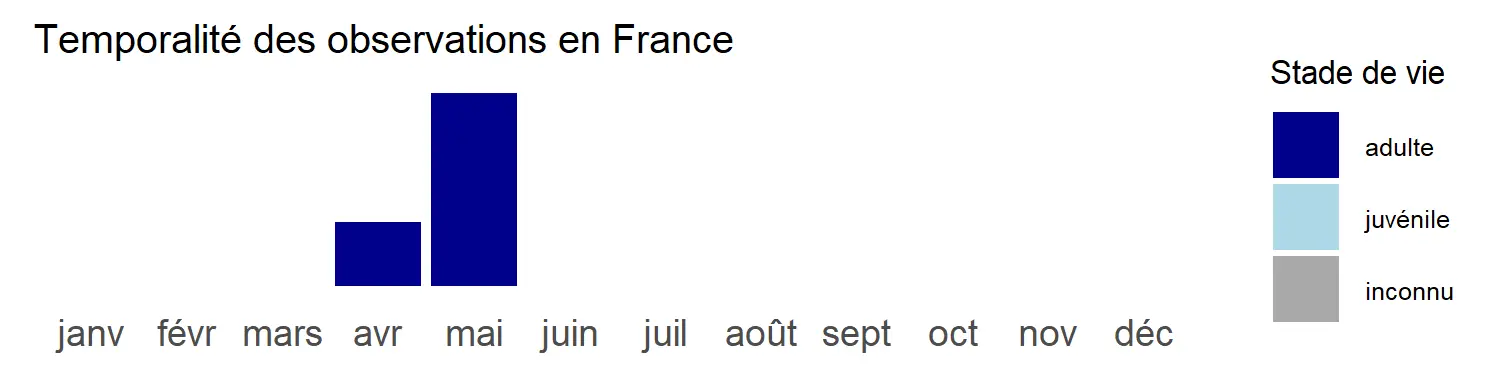 Temporalité des observations en France
Stade de vie
adulte
juvénile
inconnu
janv févr mars avr mai juin juil août sept oct nov déc